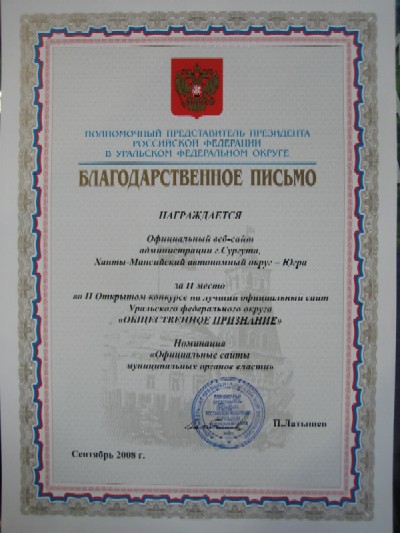 ПОЛНОМОЧНЫЙ ПРЕДСТАВИТЕЛЬ ПРЕЗИДЕНТА
РОССИЙСКОЙ ФЕДЕРАЦИИ
В УРАЛЬСКОМ ФЕДЕРАЛЬНОМ ОКРУГЕ
БЛАГОДАРСТВЕННОЕ ПИСЬМО
НАГРАЖДАЕТСЯ
Официальный веб-сайт
администрации г.Сургута,
Ханты-Мансийский автономный округ – Югра
за II место
во II Открытом конкурсе на лучший официальный сайт
Уральского федерального округа
«ОБЩЕСТВЕННОЕ ПРИЗНАНИЕ»
Номинация
«Официальные сайты
муниципальных органов власти»
П.Латышев
Сентябрь 2008 г.